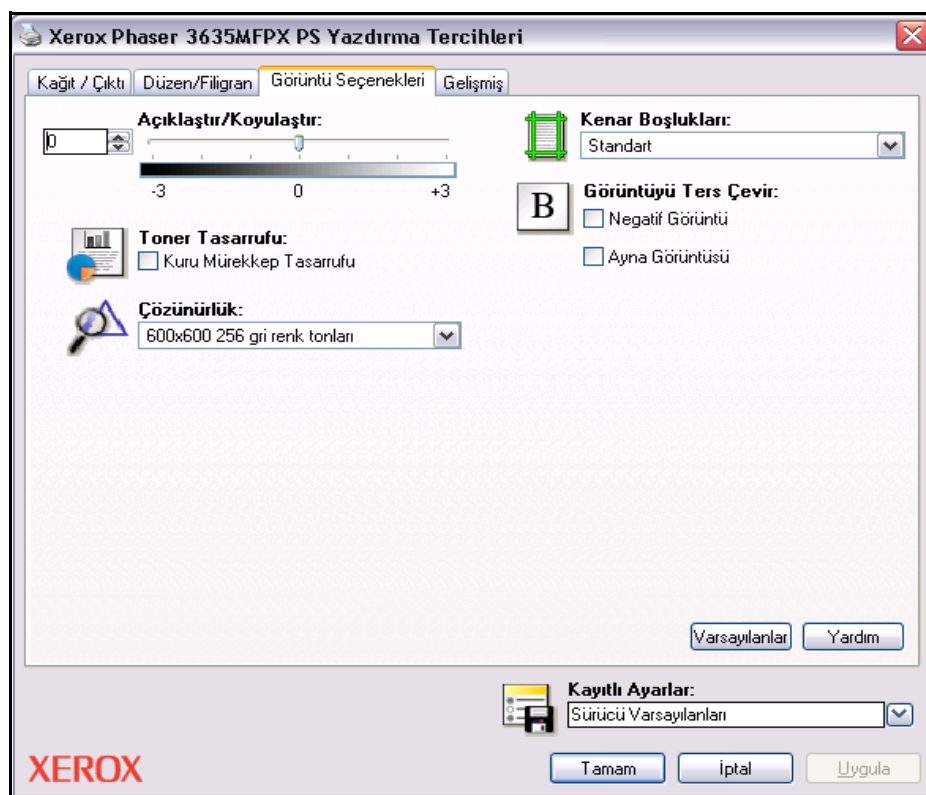 Xerox Phaser 3635MFPX PS Yazdırma Tercihleri
Kağıt / Çıktı
Düzen/Filigran
Görüntü Seçenekleri
Gelişmiş
Açıklaştır/Koyulaştır:
0
-3
0
+3
Toner Tasarrufu:
Kuru Mürekkep Tasarrufu
Çözünürlük:
600x600 256 gri renk tonları
Kenar Boşlukları:
Standart
B
Görüntüyü Ters Çevir:
Negatif Görüntü
Ayna Görüntüsü
Varsayılanlar
Yardım
Kayıtlı Ayarlar:
Sürücü Varsayılanları
XEROX
Tamam
İptal
Uygula